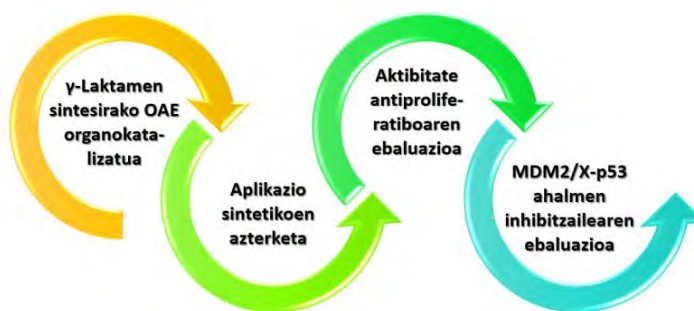 γ-Laktamen
sintesirako OAE
organokata-
lizatua
Aplikazio
sintetikoen
azterketa
Aktibitate
antiprolife-
ratiboaren
ebaluazioa
MDM2/X-p53
ahalmen
inhibitzailearen
ebaluazioa